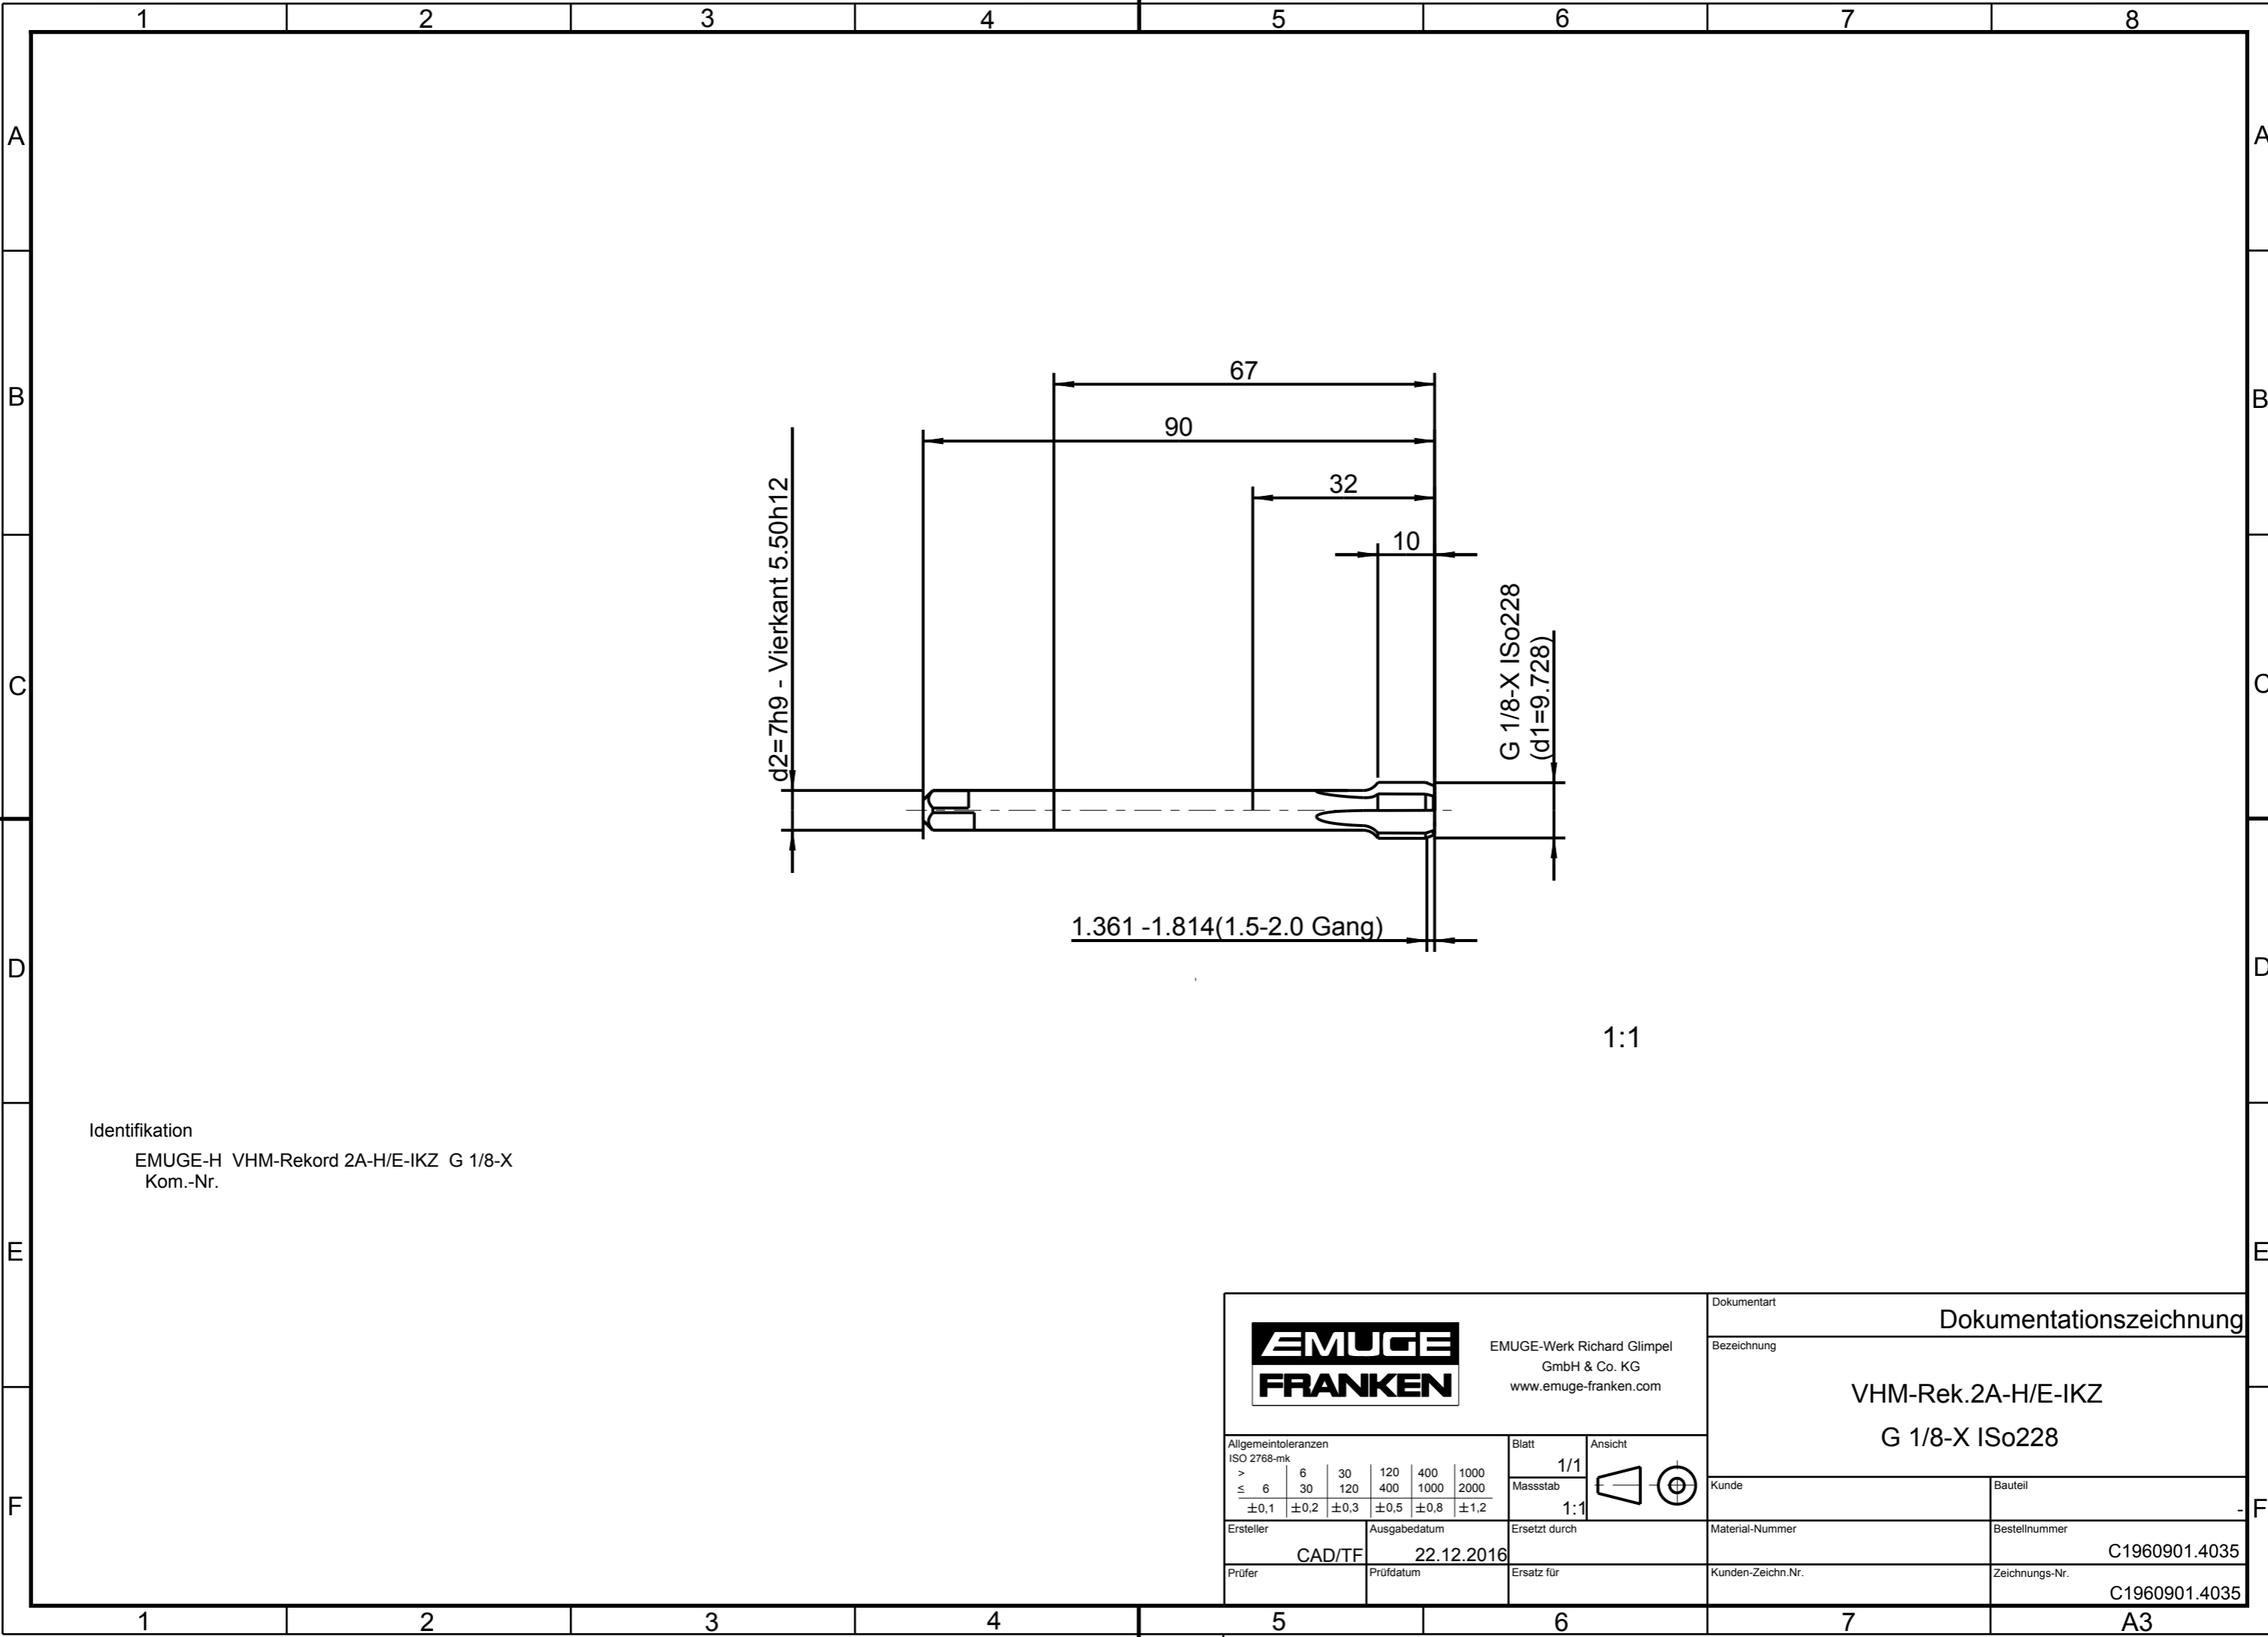 1 2 3 4 5 6 7 8
A A
B B
C C
D D
E E
F F
67
90
32
10
d2=7h9 - Vierkant 5.50h12
G 1/8-X ISo228
(d1=9.728)
1.361 -1.814(1.5-2.0 Gang)
1:1
Identifikation
EMUGE-H VHM-Rekord 2A-H/E-IKZ G 1/8-X
Kom.-Nr.
EMUGE
FRANKEN
EMUGE-Werk Richard Glimpel
GmbH & Co. KG
www.emuge-franken.com
Dokumentart
Dokumentationszeichnung
Bezeichnung
VHM-Rek.2A-H/E-IKZ
G 1/8-X ISo228
Allgemeintoleranzen
ISO 2768-mk
> 6 30 120 400 1000
≤ 6 30 120 400 1000 2000
±0,1 ±0,2 ±0,3 ±0,5 ±0,8 ±1,2
Blatt
1/1
Ansicht
Massstab
1:1
Kunde
Bauteil
-
Ersteller
CAD/TF
Ausgabedatum
22.12.2016
Ersetzt durch
Material-Nummer
Bestellnummer
C1960901.4035
Prüfer
Prüfdatum
Ersatz für
Kunden-Zeichn.Nr.
Zeichnungs-Nr.
C1960901.4035
1 2 3 4 5 6 7 A3